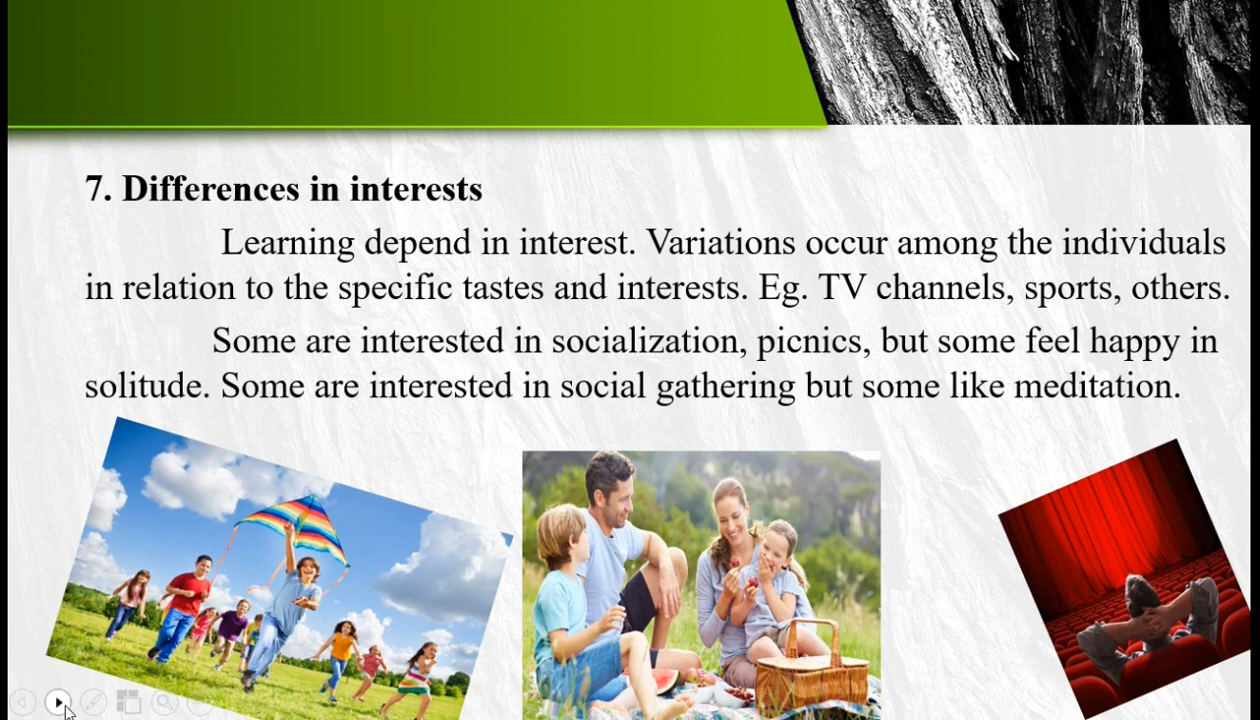 7. Differences in interests
Learning depend in interest. Variations occur among the individuals
in relation to the specific tastes and interests. Eg. TV channels, sports, others.
Some are interested in socialization, picnics, but some feel happy in
solitude. Some are interested in social gathering but some like meditation.